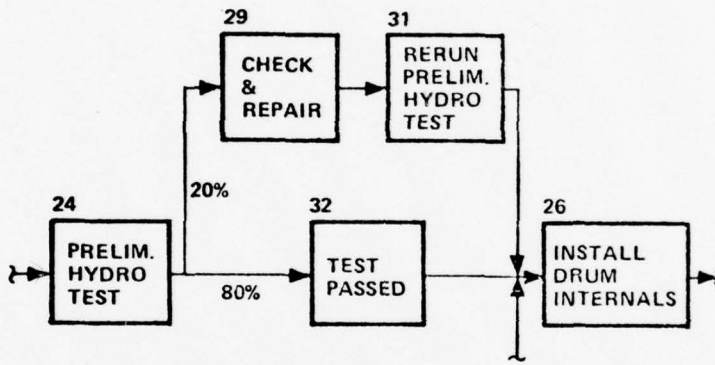 29
CHECK
&
REPAIR
31
RERUN
PRELIM.
HYDRO
TEST
20%
24
PRELIM.
HYDRO
TEST
80%
32
TEST
PASSED
26
INSTALL
DRUM
INTERNALS